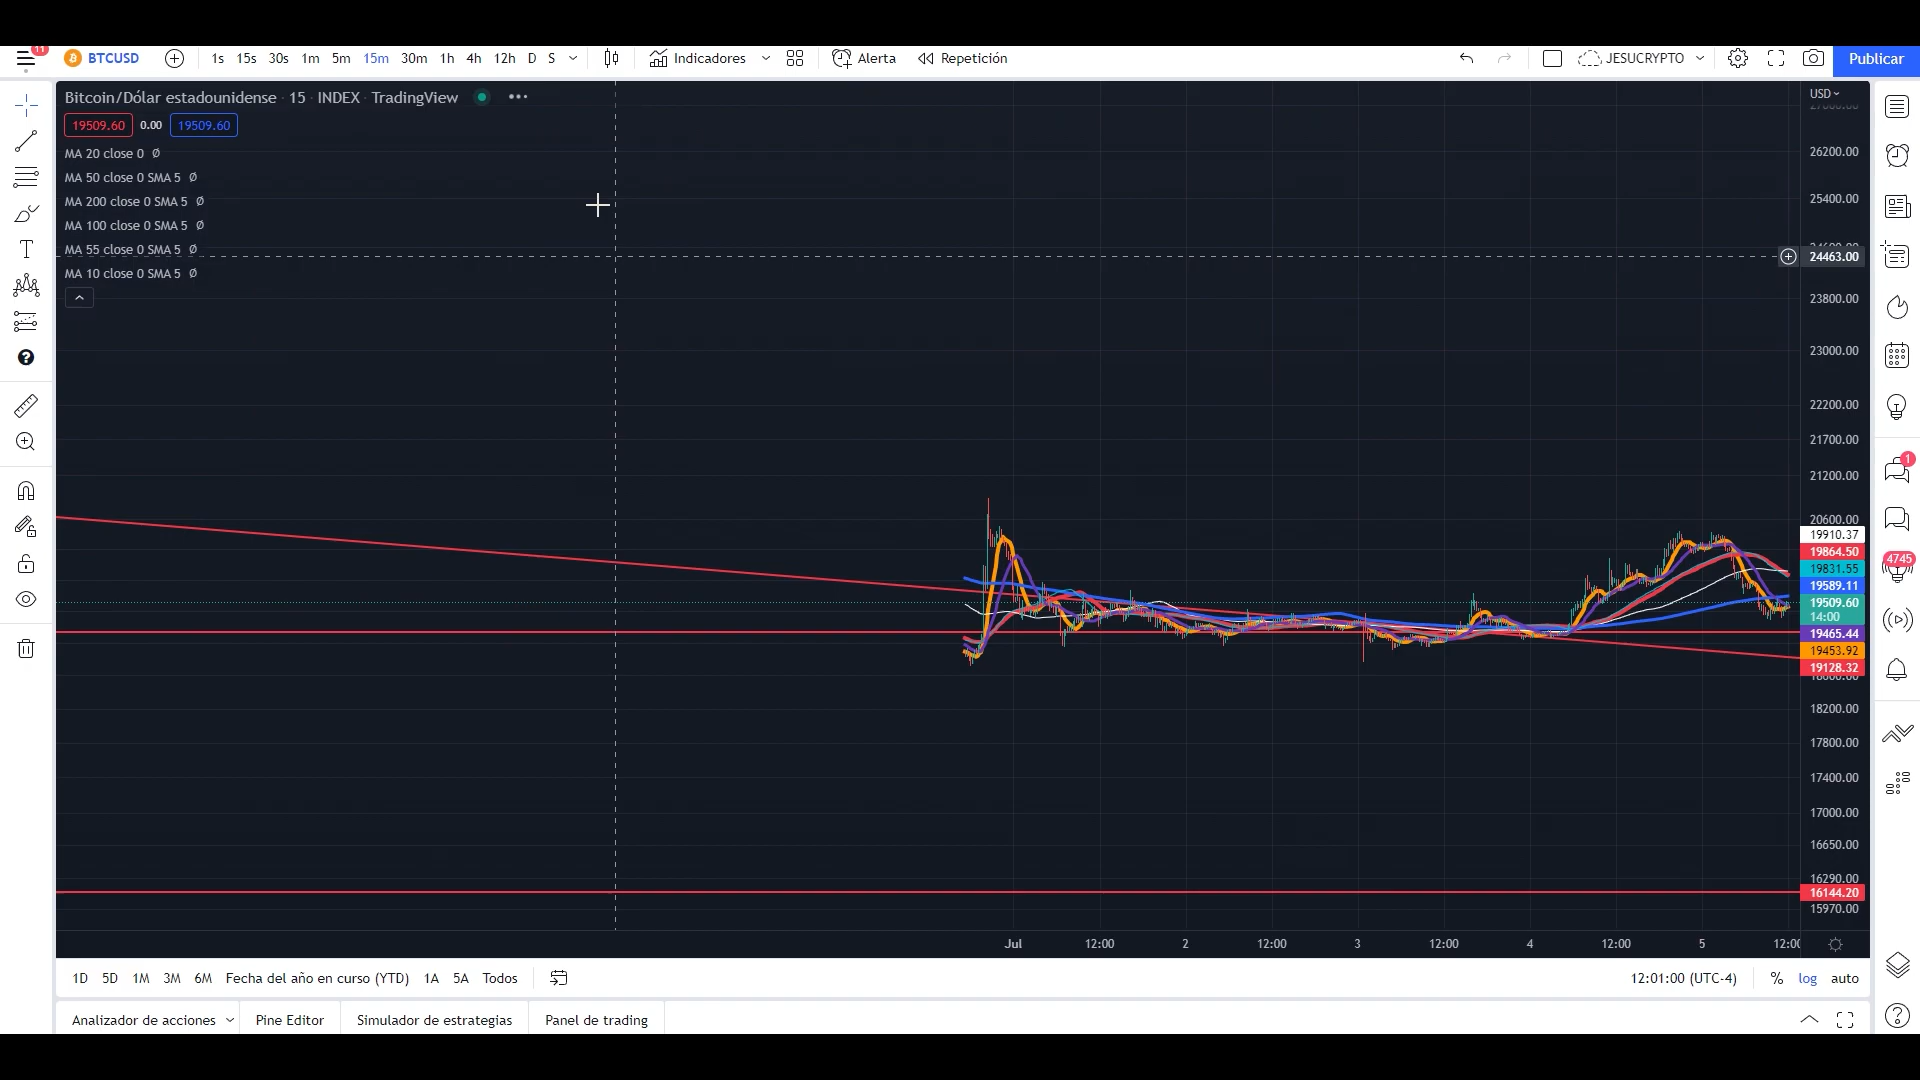 11
BTCUSD 1s 15s 30s 1m 5m 15m 30m 1h 4h 12h D S Indicadores Alerta Repetición JESUCRYPTO Publicar
Bitcoin/Dólar estadounidense · 15 · INDEX · TradingView
USD
19509.60 0.00 19509.60
MA 20 close 0 Ø
MA 50 close 0 SMA 5 Ø
MA 200 close 0 SMA 5 Ø
MA 100 close 0 SMA 5 Ø
MA 55 close 0 SMA 5 Ø
MA 10 close 0 SMA 5 Ø
26200.00
25400.00
24463.00
23800.00
23000.00
22200.00
21700.00
21200.00
20600.00
19910.37
19864.50
19831.55
19589.11
19509.60
14:00
19465.44
19453.92
19128.32
18200.00
17800.00
17400.00
17000.00
16650.00
16290.00
16144.20
15970.00
1
4745
Jul 12:00 2 12:00 3 12:00 4 12:00 5 12:00
1D 5D 1M 3M 6M Fecha del año en curso (YTD) 1A 5A Todos 12:01:00 (UTC-4) % log auto
Analizador de acciones Pine Editor Simulador de estrategias Panel de trading